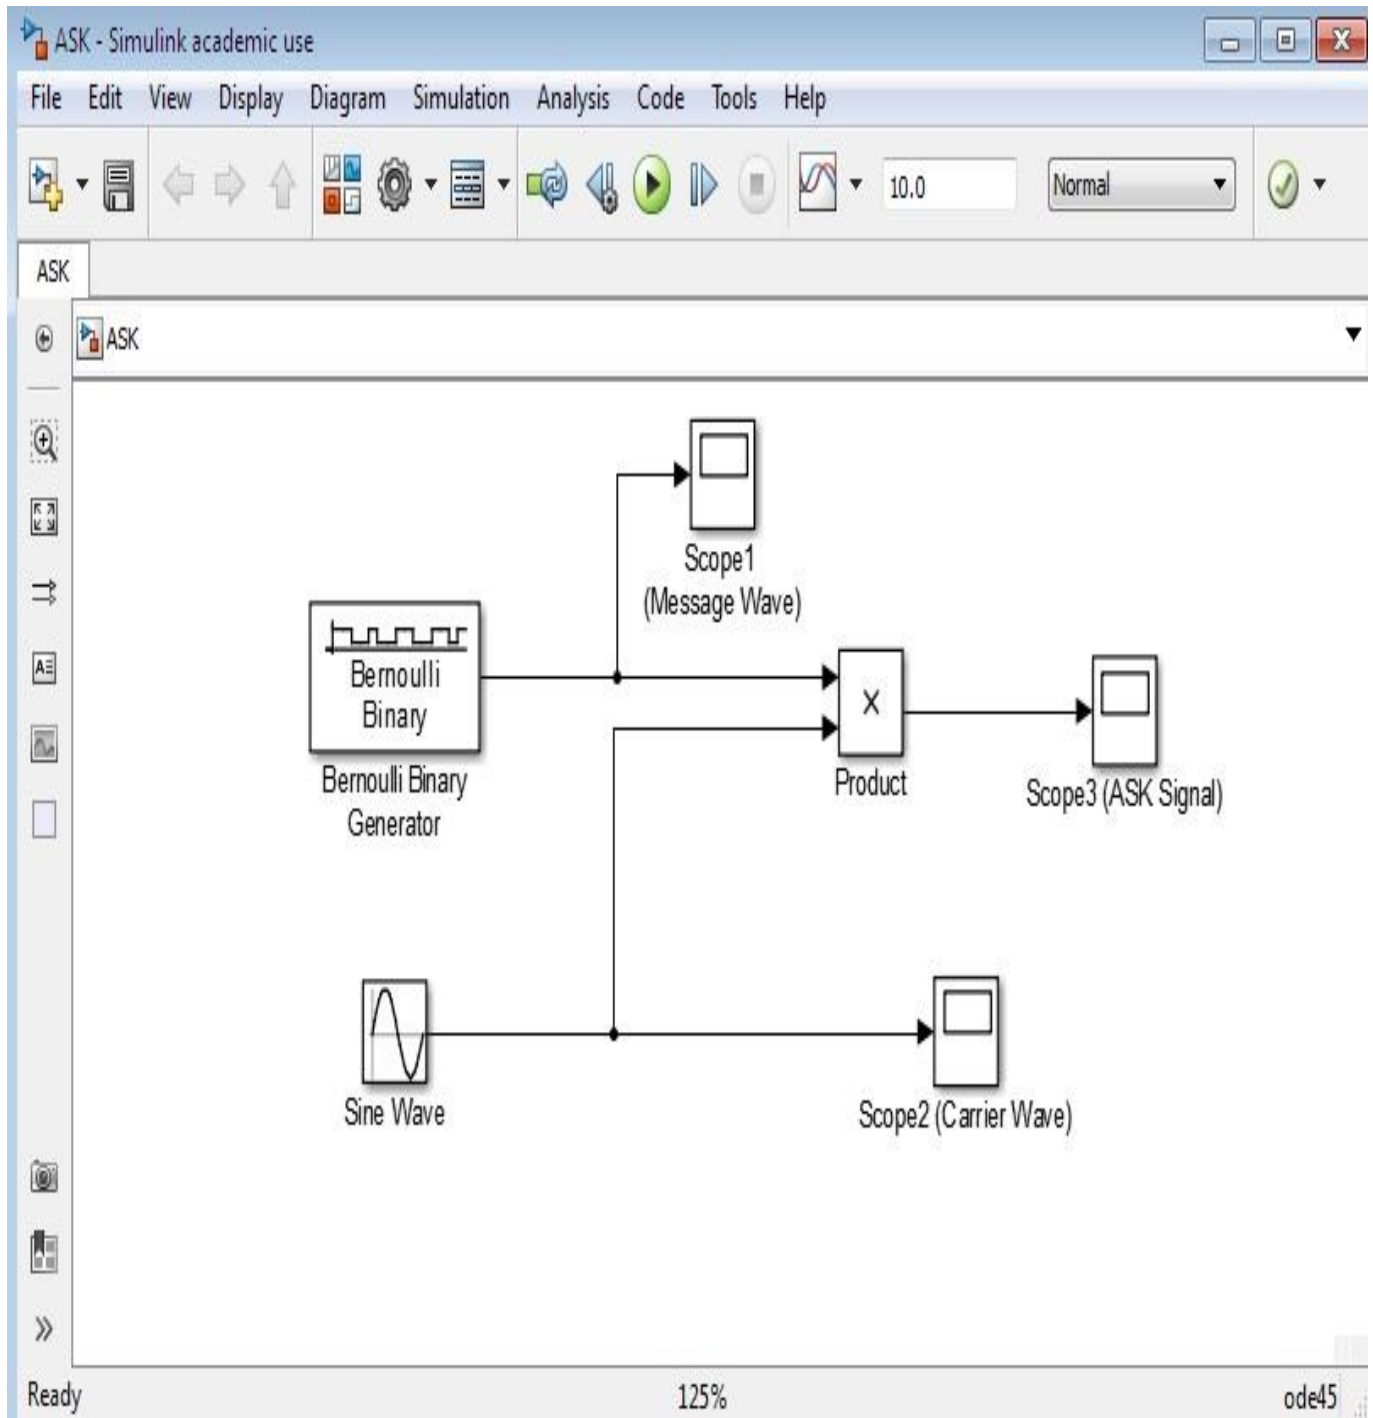 ASK - Simulink academic use
File Edit View Display Diagram Simulation Analysis Code Tools Help
10.0 Normal
ASK
ASK
Scope1
(Message Wave)
Bernoulli
Binary
Bernoulli Binary
Generator
X
Product
Scope3 (ASK Signal)
Sine Wave
Scope2 (Carrier Wave)
Ready 125% ode45